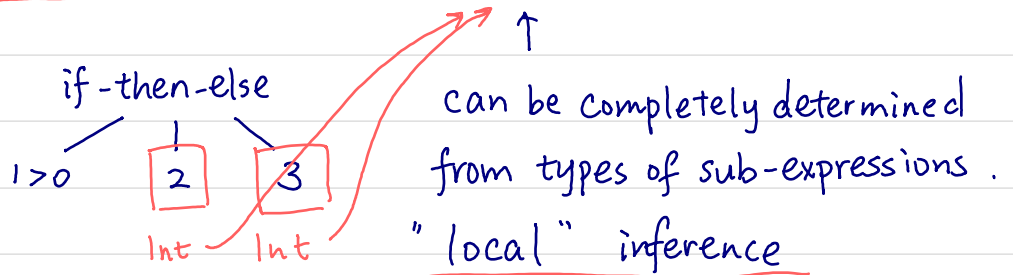 if-then-else
can be completely determined
1>0 2 3
from types of sub-expressions.
Int Int
"local" inference